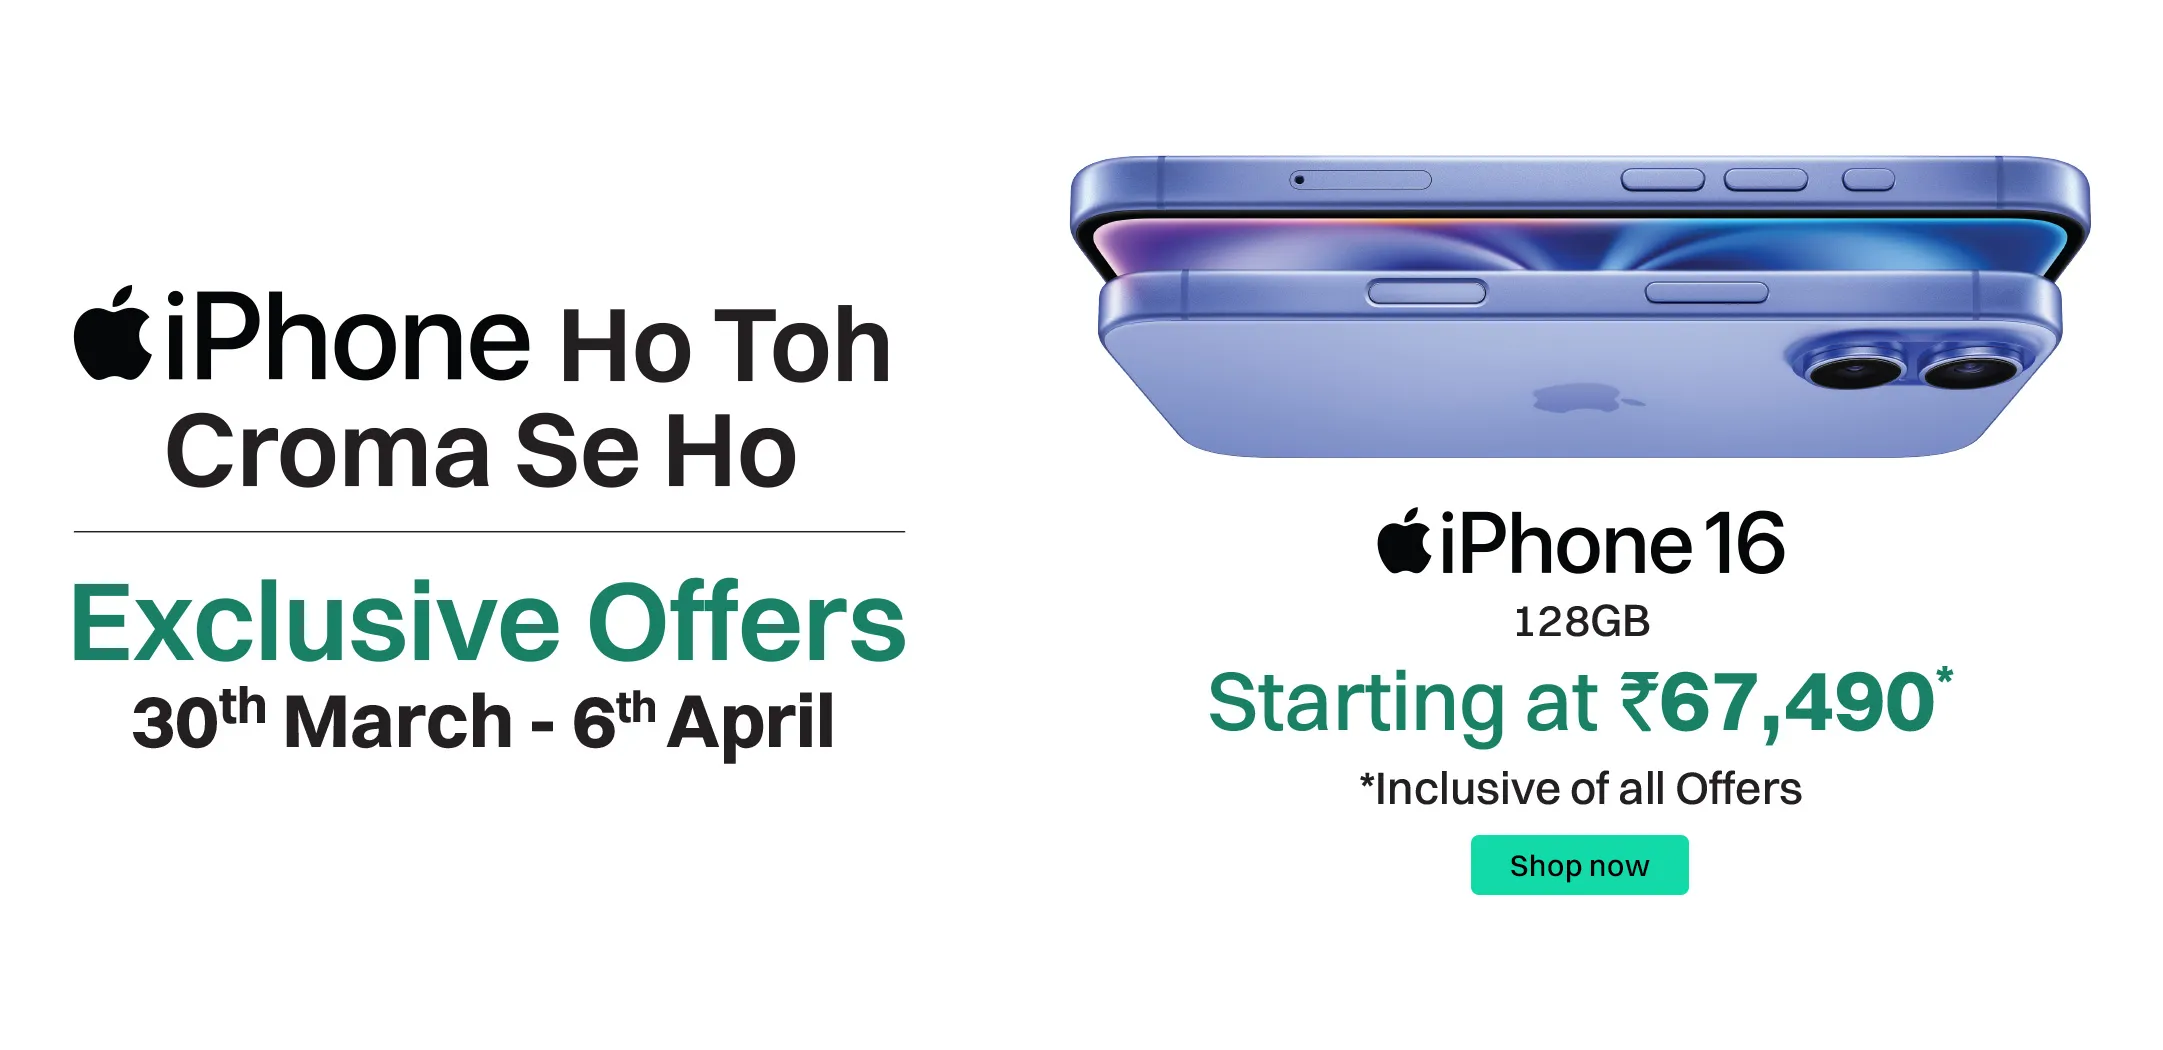 iPhone Ho Toh
Croma Se Ho
Exclusive Offers
30th March - 6th April
iPhone 16
128GB
Starting at ₹67,490*
*Inclusive of all Offers
Shop now